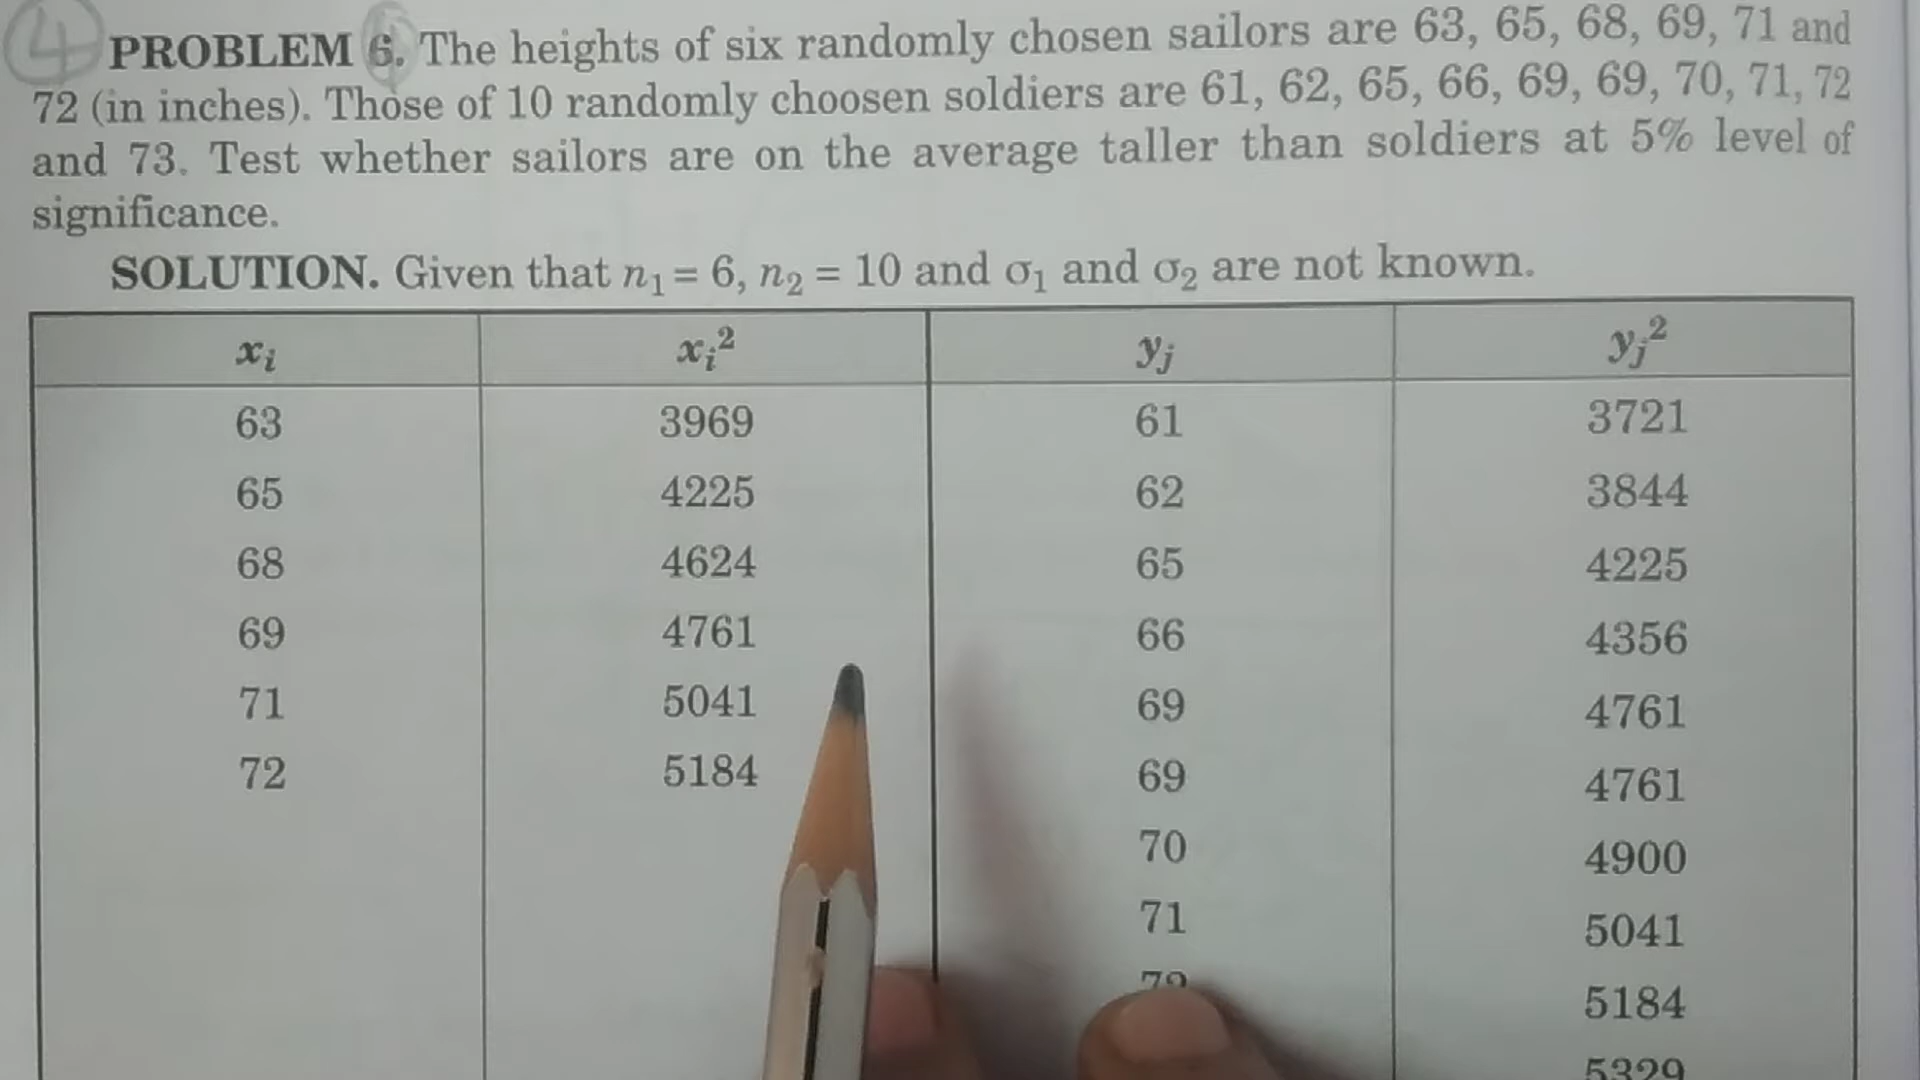 4 PROBLEM 6. The heights of six randomly chosen sailors are 63, 65, 68, 69, 71 and
72 (in inches). Those of 10 randomly choosen soldiers are 61, 62, 65, 66, 69, 69, 70, 71, 72
and 73. Test whether sailors are on the average taller than soldiers at 5% level of
significance.
SOLUTION. Given that n₁ = 6, n₂ = 10 and σ₁ and σ₂ are not known.
xᵢ xᵢ² yⱼ yⱼ²
63 3969 61 3721
65 4225 62 3844
68 4624 65 4225
69 4761 66 4356
71 5041 69 4761
72 5184 69 4761
70 4900
71 5041
72 5184
5329